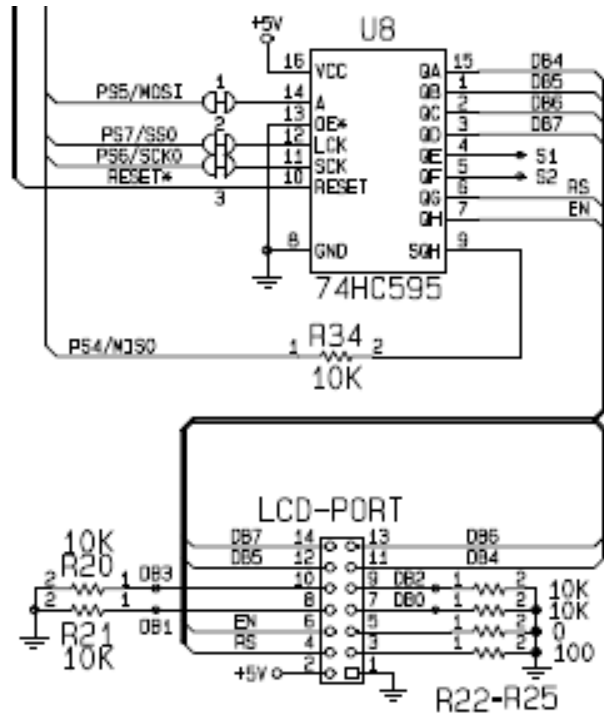 +5V U8
16 VCC QA 15 DB4
PS5/MOSI 1 14 A QB 1 DB5
13 OE* QC 2 DB6
PS7/SS0 2 12 LCK QD 3 DB7
PS6/SCK0 11 SCK QE 4 S1
RESET* 3 10 RESET QF 5 S2
QG 6 RS
QH 7 EN
8 GND SQH 9
74HC595
PS4/MISO 1 R34 2
10K
LCD-PORT
DB7 14 13 DB6
DB5 12 11 DB4
10K
R20
2 1 DB3 10 9 DB2 1 2 10K
2 1 DB1 8 7 DB0 1 2 10K
R21
10K
EN 6 5 1 2 0
RS 4 3 1 2 100
+5V 2 1
R22-R25